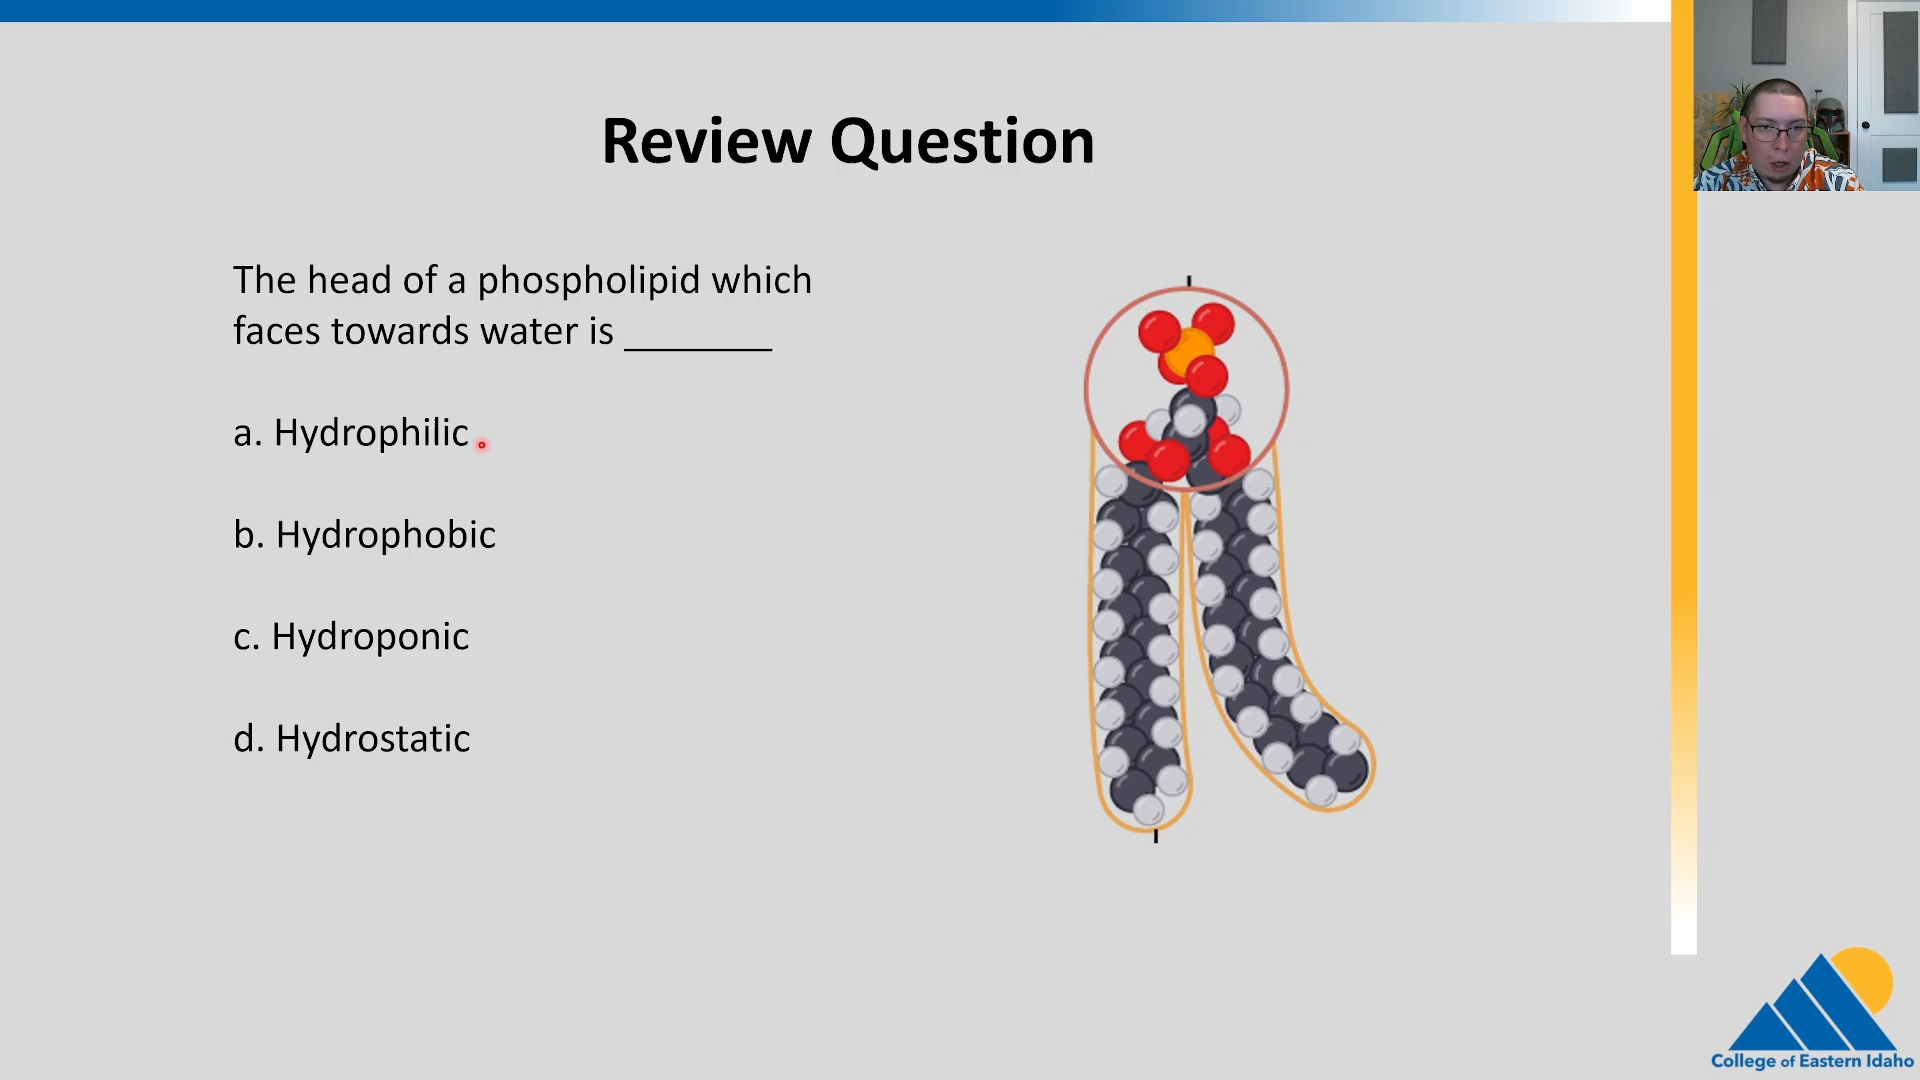 Review Question
The head of a phospholipid which
faces towards water is _______
a. Hydrophilic
b. Hydrophobic
c. Hydroponic
d. Hydrostatic
College of Eastern Idaho